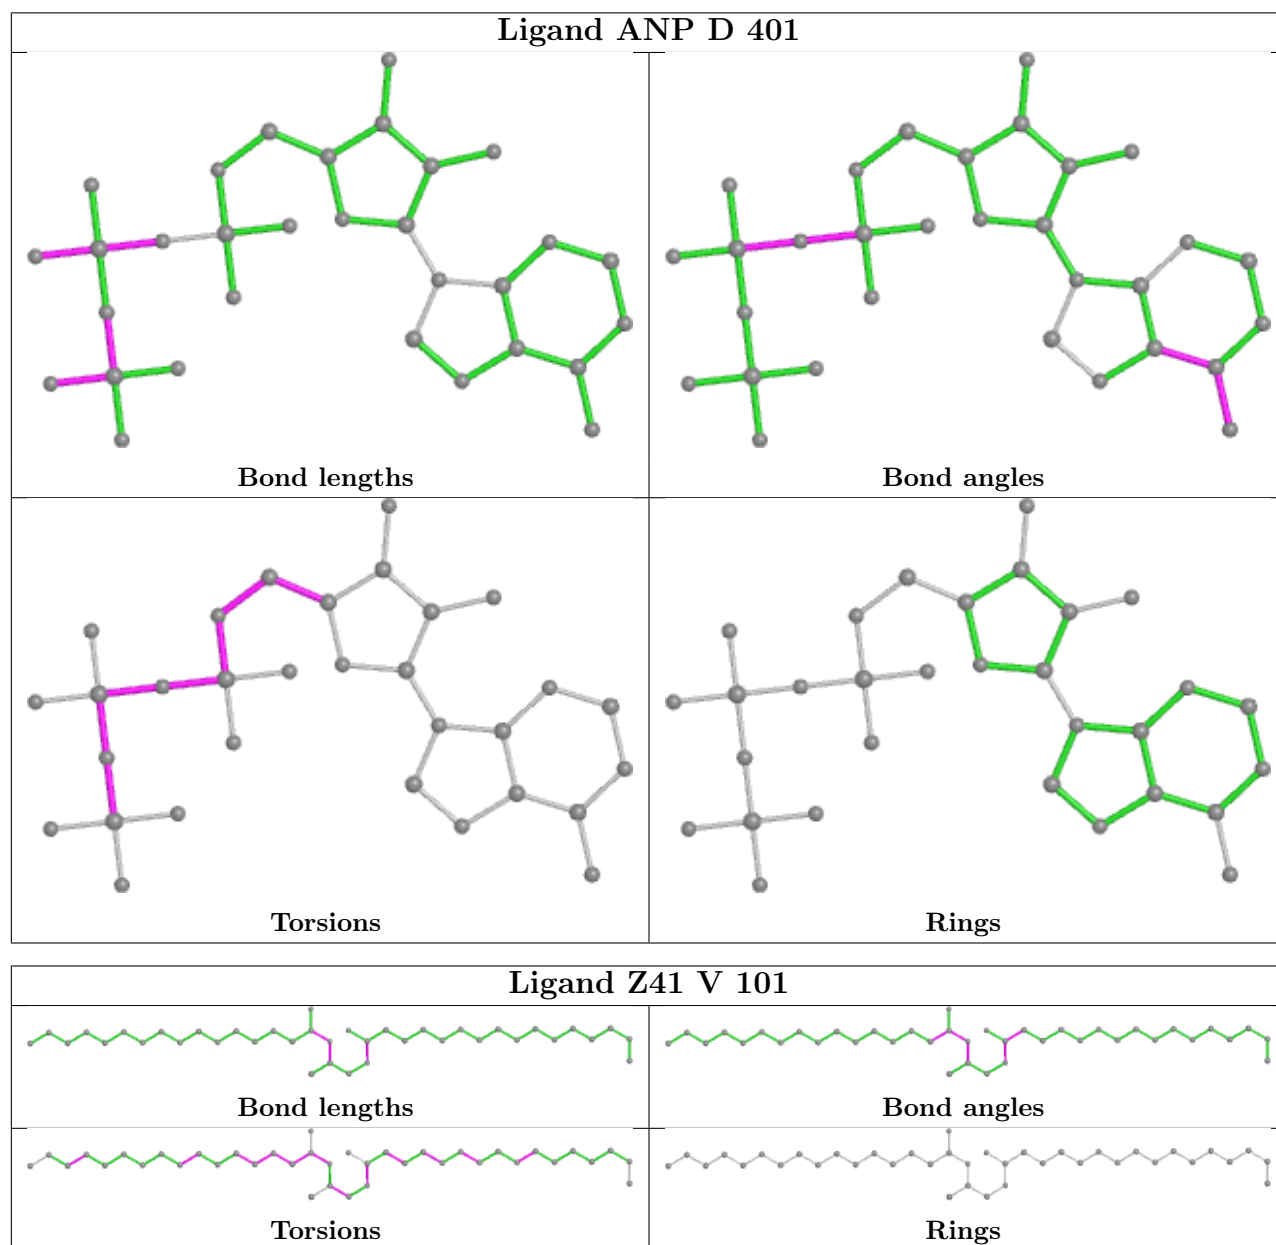 Ligand ANP D 401
Bond lengths
Bond angles
Torsions
Rings
Ligand Z41 V 101
Bond lengths
Bond angles
Torsions
Rings